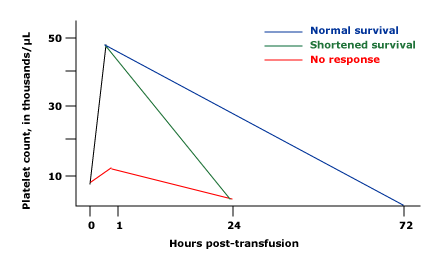 Normal survival
Shortened survival
No response
Platelet count, in thousands/µL
50
30
10
0 1 24 72
Hours post-transfusion